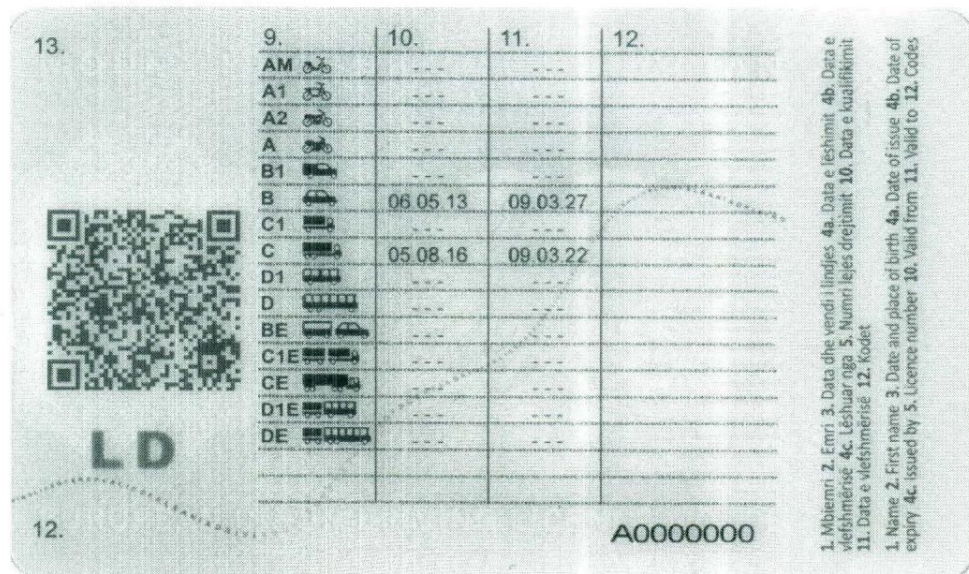 13.
9. 10. 11. 12.
AM --- ---
A1 --- ---
A2 --- ---
A --- ---
B1 --- ---
B 06.05.13 09.03.27
C1 --- ---
C 05.08.16 09.03.22
D1 --- ---
D --- ---
BE --- ---
C1E --- ---
CE --- ---
D1E --- ---
DE --- ---
LD
12.
A0000000
1. Mbiemri 2. Emri 3. Data dhe vendi i lindjes 4a. Data e leshimit 4b. Data e
vlefshmërisë 4c. Lëshuar nga 5. Numri lejes drejtimit 10. Data e kualifikimit
11. Data e vlefshmërisë 12. Kodet
1. Name 2. First name 3. Date and place of birth 4a. Date of issue 4b. Date of
expiry 4c. issued by 5. Licence number 10. Valid from 11. Valid to 12. Codes